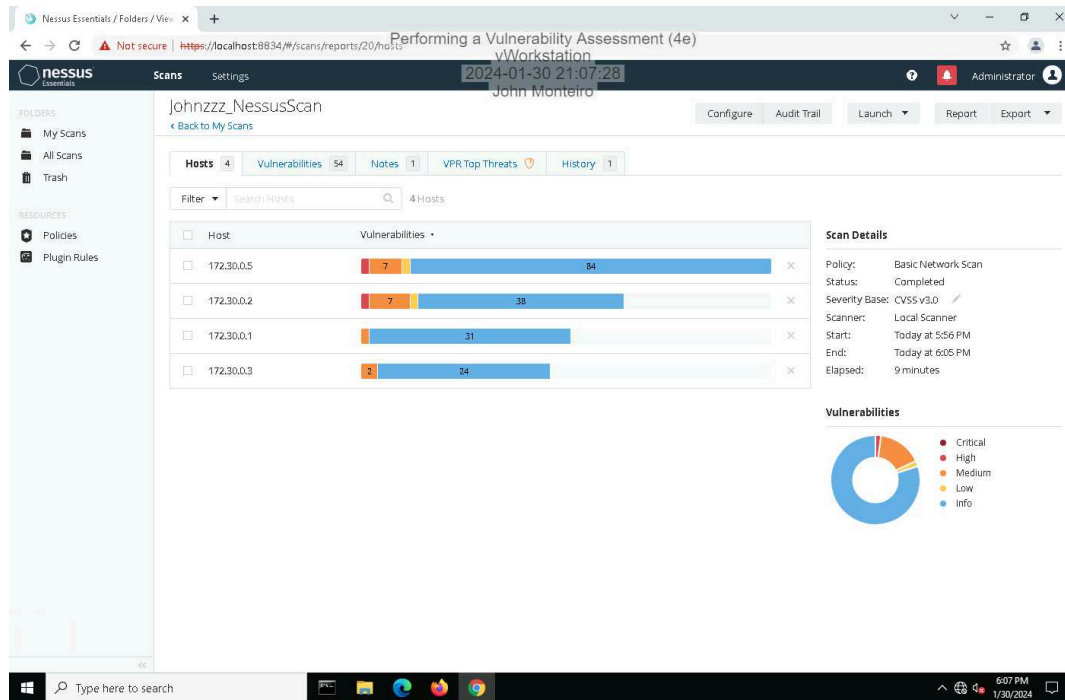 Nessus Essentials / Folders / View
Not secure | https://localhost:8834/#/scans/reports/20/hosts
Performing a Vulnerability Assessment (4e)
vWorkstation
2024-01-30 21:07:28
John Monteiro
nessus
Essentials
Scans Settings
Administrator
FOLDERS
My Scans
All Scans
Trash
RESOURCES
Policies
Plugin Rules
Johnzzz_NessusScan
Back to My Scans
Configure Audit Trail Launch Report Export
Hosts 4 Vulnerabilities 54 Notes 1 VPR Top Threats History 1
Filter Search Hosts 4 Hosts
Host Vulnerabilities
172.30.0.5 7 84
172.30.0.2 7 38
172.30.0.1 31
172.30.0.3 2 24
Scan Details
Policy: Basic Network Scan
Status: Completed
Severity Base: CVSS v3.0
Scanner: Local Scanner
Start: Today at 5:56 PM
End: Today at 6:05 PM
Elapsed: 9 minutes
Vulnerabilities
Critical
High
Medium
Low
Info
Type here to search
6:07 PM
1/30/2024